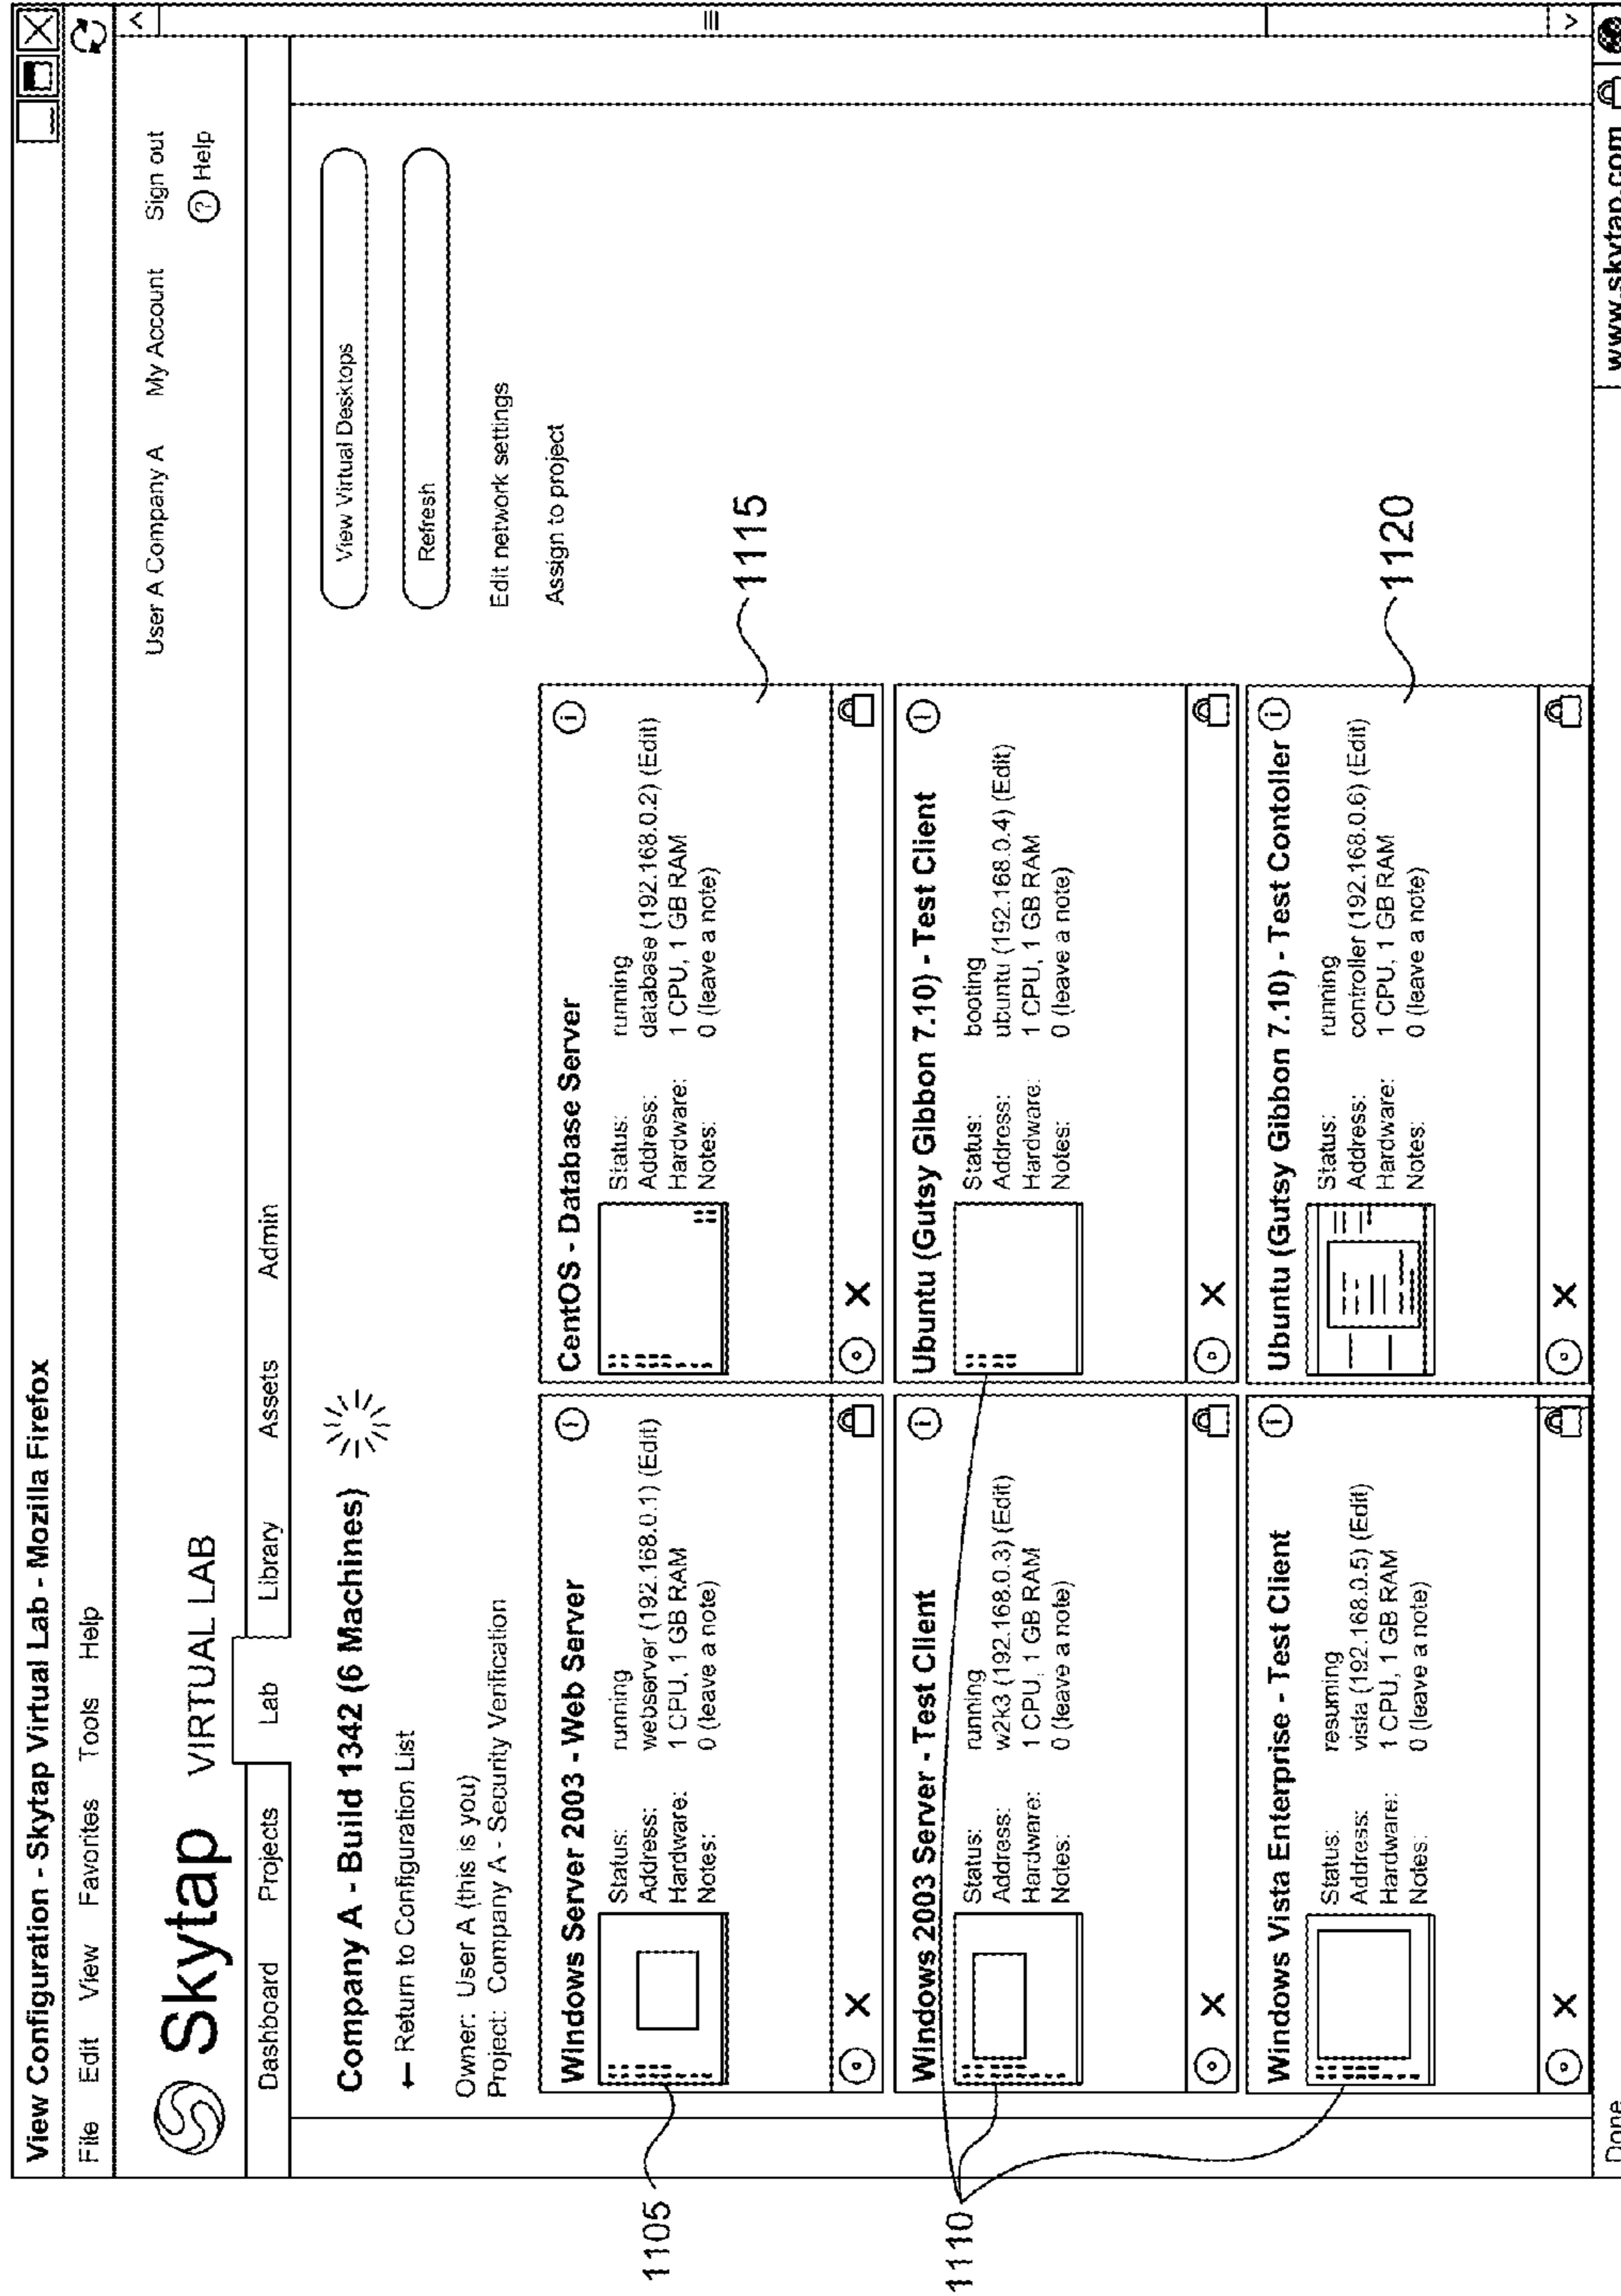 View Configuration - Skytap Virtual Lab - Mozilla Firefox
File Edit View Favorites Tools Help
Skytap VIRTUAL LAB
User A Company A My Account Sign out
? Help
Dashboard Projects Lab Library Assets Admin
Company A - Build 1342 (6 Machines)
← Return to Configuration List
Owner: User A (this is you)
Project: Company A - Security Verification
View Virtual Desktops
Refresh
Edit network settings
Assign to project
Windows Server 2003 - Web Server
Status: running
Address: webserver (192.168.0.1) (Edit)
Hardware: 1 CPU, 1 GB RAM
Notes: 0 (leave a note)
1105
CentOS - Database Server
Status: running
Address: database (192.168.0.2) (Edit)
Hardware: 1 CPU, 1 GB RAM
Notes: 0 (leave a note)
1115
Windows 2003 Server - Test Client
Status: running
Address: w2k3 (192.168.0.3) (Edit)
Hardware: 1 CPU, 1 GB RAM
Notes: 0 (leave a note)
1110
Ubuntu (Gutsy Gibbon 7.10) - Test Client
Status: booting
Address: ubuntu (192.168.0.4) (Edit)
Hardware: 1 CPU, 1 GB RAM
Notes: 0 (leave a note)
Windows Vista Enterprise - Test Client
Status: resuming
Address: vista (192.168.0.5) (Edit)
Hardware: 1 CPU, 1 GB RAM
Notes: 0 (leave a note)
Ubuntu (Gutsy Gibbon 7.10) - Test Contoller
Status: running
Address: controller (192.168.0.6) (Edit)
Hardware: 1 CPU, 1 GB RAM
Notes: 0 (leave a note)
1120
Done
www.skytap.com